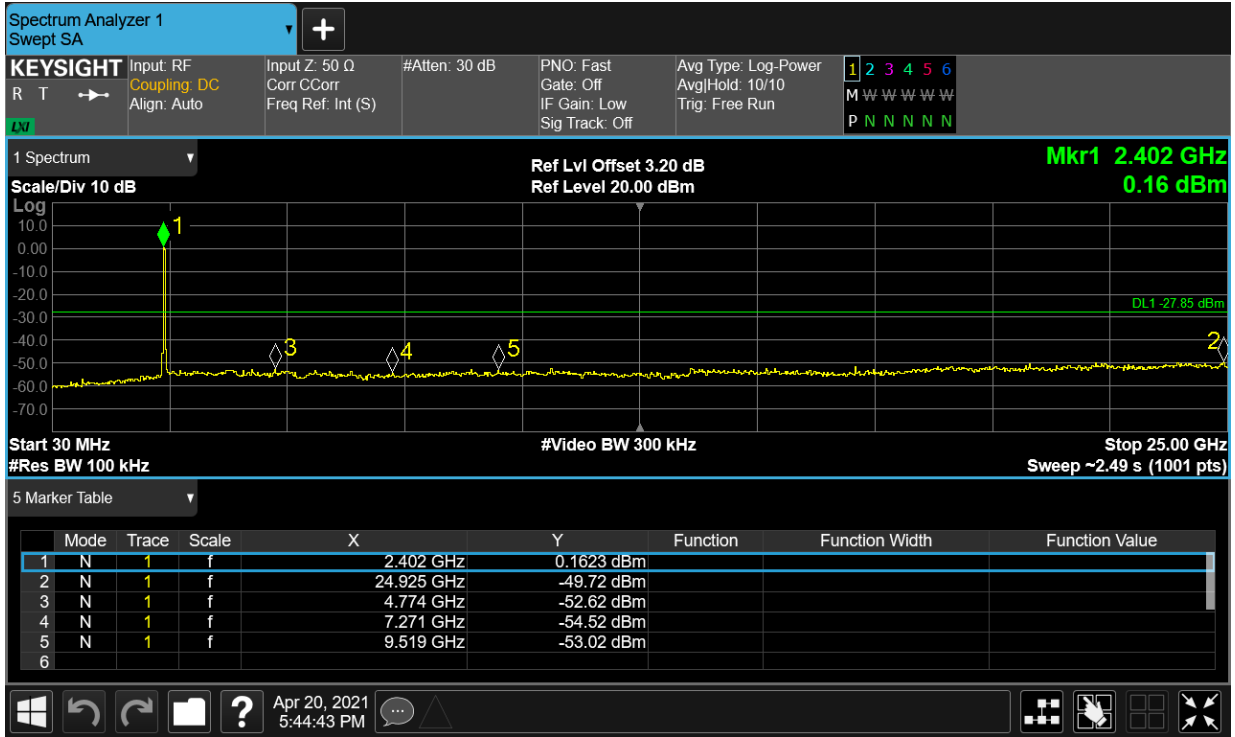 Spectrum Analyzer 1
Swept SA
+
KEYSIGHT Input: RF Input Z: 50 Ω #Atten: 30 dB PNO: Fast Avg Type: Log-Power 1 2 3 4 5 6
R T Coupling: DC Corr CCorr Gate: Off Avg|Hold: 10/10 M W W W W W
Align: Auto Freq Ref: Int (S) IF Gain: Low Trig: Free Run
LXI Sig Track: Off P N N N N N
1 Spectrum Ref Lvl Offset 3.20 dB Mkr1 2.402 GHz
Scale/Div 10 dB Ref Level 20.00 dBm 0.16 dBm
Log
10.0 1
0.00
-10.0
-20.0 DL1 -27.85 dBm
-30.0
-40.0 3 4 5 2
-50.0
-60.0
-70.0
Start 30 MHz #Video BW 300 kHz Stop 25.00 GHz
#Res BW 100 kHz Sweep ~2.49 s (1001 pts)
5 Marker Table
Mode Trace Scale X Y Function Function Width Function Value
1 N 1 f 2.402 GHz 0.1623 dBm
2 N 1 f 24.925 GHz -49.72 dBm
3 N 1 f 4.774 GHz -52.62 dBm
4 N 1 f 7.271 GHz -54.52 dBm
5 N 1 f 9.519 GHz -53.02 dBm
6
? Apr 20, 2021
5:44:43 PM